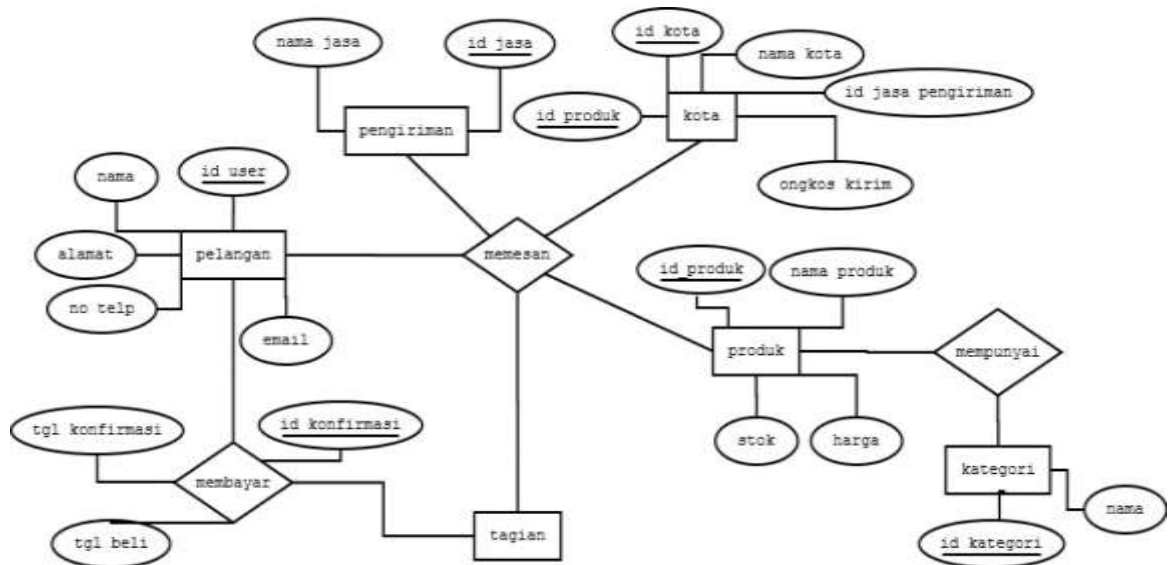 nama jasa
id jasa
id kota
nama kota
id jasa pengiriman
id produk
kota
pengiriman
ongkos kirim
nama
id user
alamat
pelangan
memesan
no telp
email
id_produk
nama produk
produk
mempunyai
stok
harga
tgl konfirmasi
id konfirmasi
membayar
kategori
nama
tgl beli
tagian
id kategori